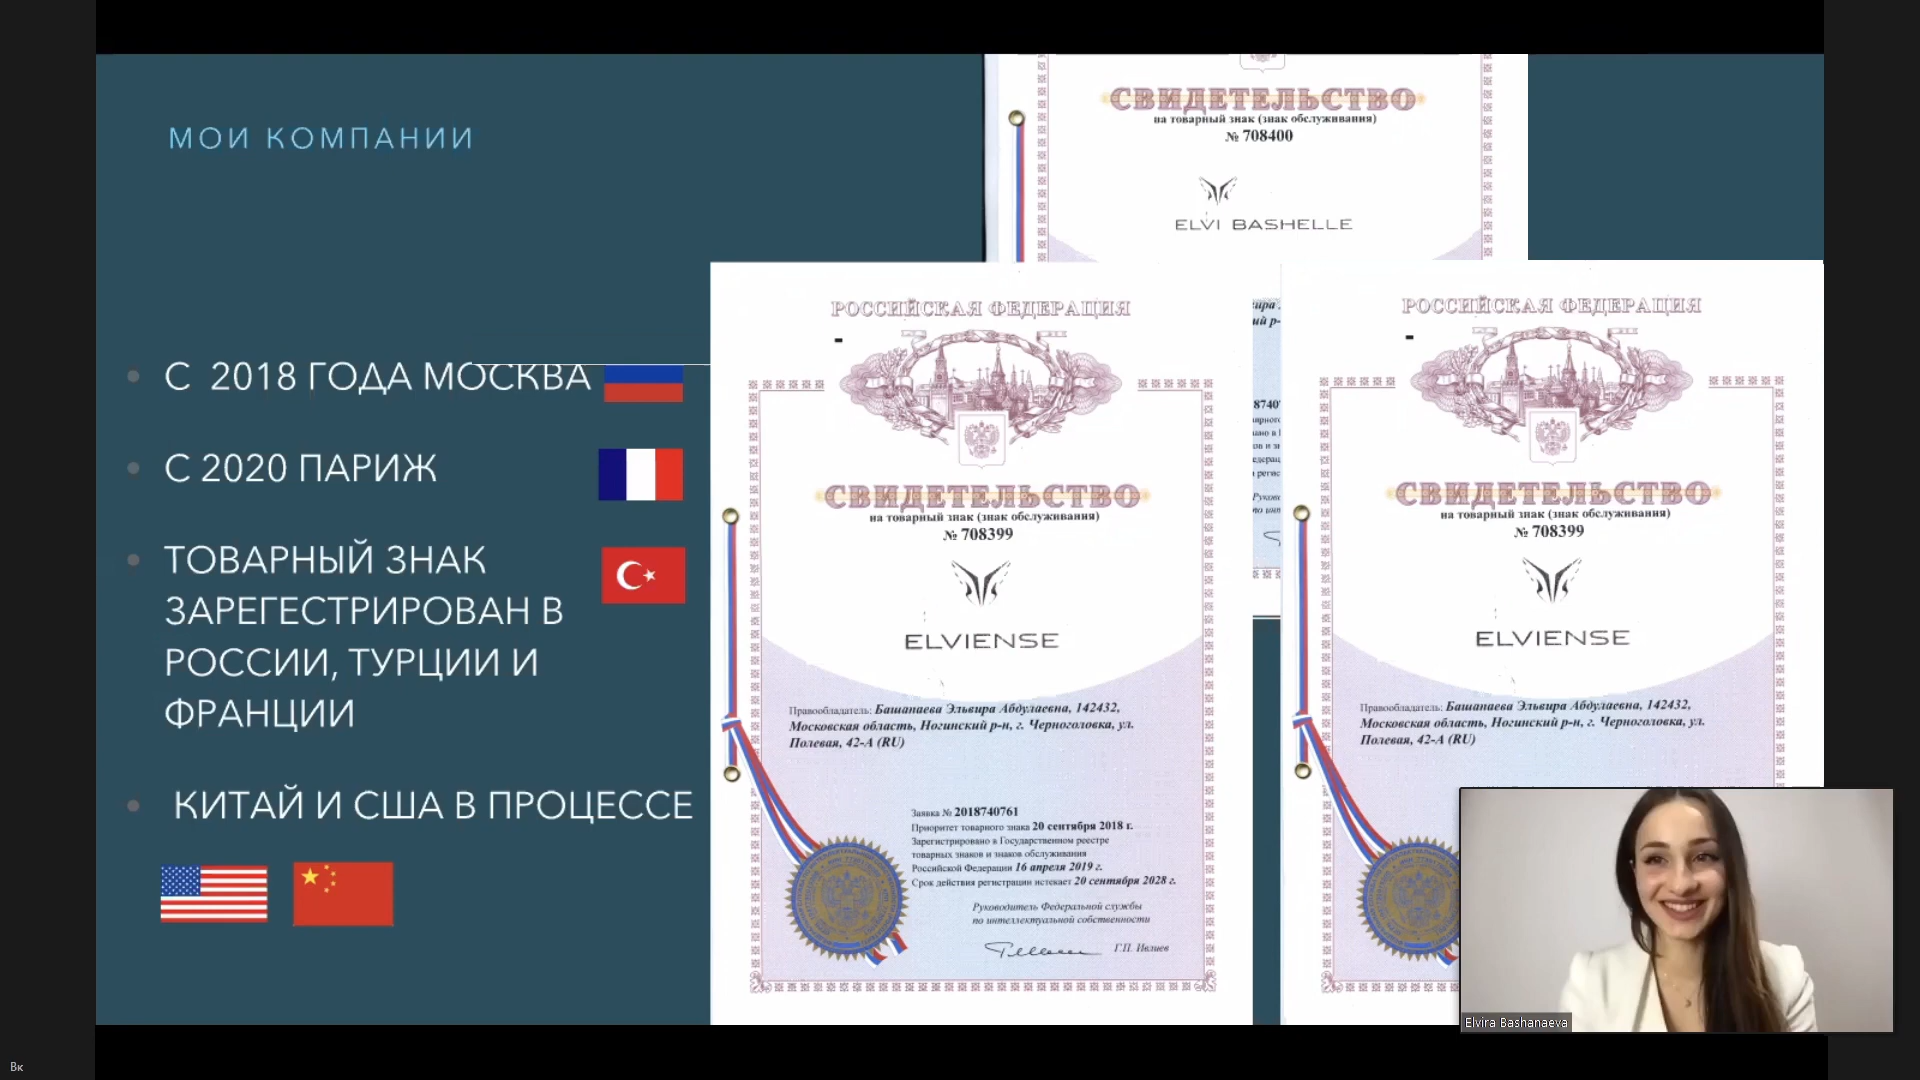 МОИ КОМПАНИИ
С 2018 ГОДА МОСКВА
С 2020 ПАРИЖ
ТОВАРНЫЙ ЗНАК
ЗАРЕГЕСТРИРОВАН В
РОССИИ, ТУРЦИИ И
ФРАНЦИИ
КИТАЙ И США В ПРОЦЕССЕ
СВИДЕТЕЛЬСТВО
на товарный знак (знак обслуживания)
№ 708400
ELVI BASHELLE
РОССИЙСКАЯ ФЕДЕРАЦИЯ
СВИДЕТЕЛЬСТВО
на товарный знак (знак обслуживания)
№ 708399
ELVIENSE
Правообладатель: Башанаева Эльвира Абдулаевна, 142432,
Московская область, Ногинский р-н, г. Черноголовка, ул.
Полевая, 42-А (RU)
Заявка № 2018740761
Приоритет товарного знака 20 сентября 2018 г.
Зарегистрировано в Государственном реестре
товарных знаков и знаков обслуживания
Российской Федерации 16 апреля 2019 г.
Срок действия регистрации истекает 20 сентября 2028 г.
Руководитель Федеральной службы
по интеллектуальной собственности
Г.П. Ивлиев
РОССИЙСКАЯ ФЕДЕРАЦИЯ
СВИДЕТЕЛЬСТВО
на товарный знак (знак обслуживания)
№ 708399
ELVIENSE
Правообладатель: Башанаева Эльвира Абдулаевна, 142432,
Московская область, Ногинский р-н, г. Черноголовка, ул.
Полевая, 42-А (RU)
Elvira Bashanaeva
Вк